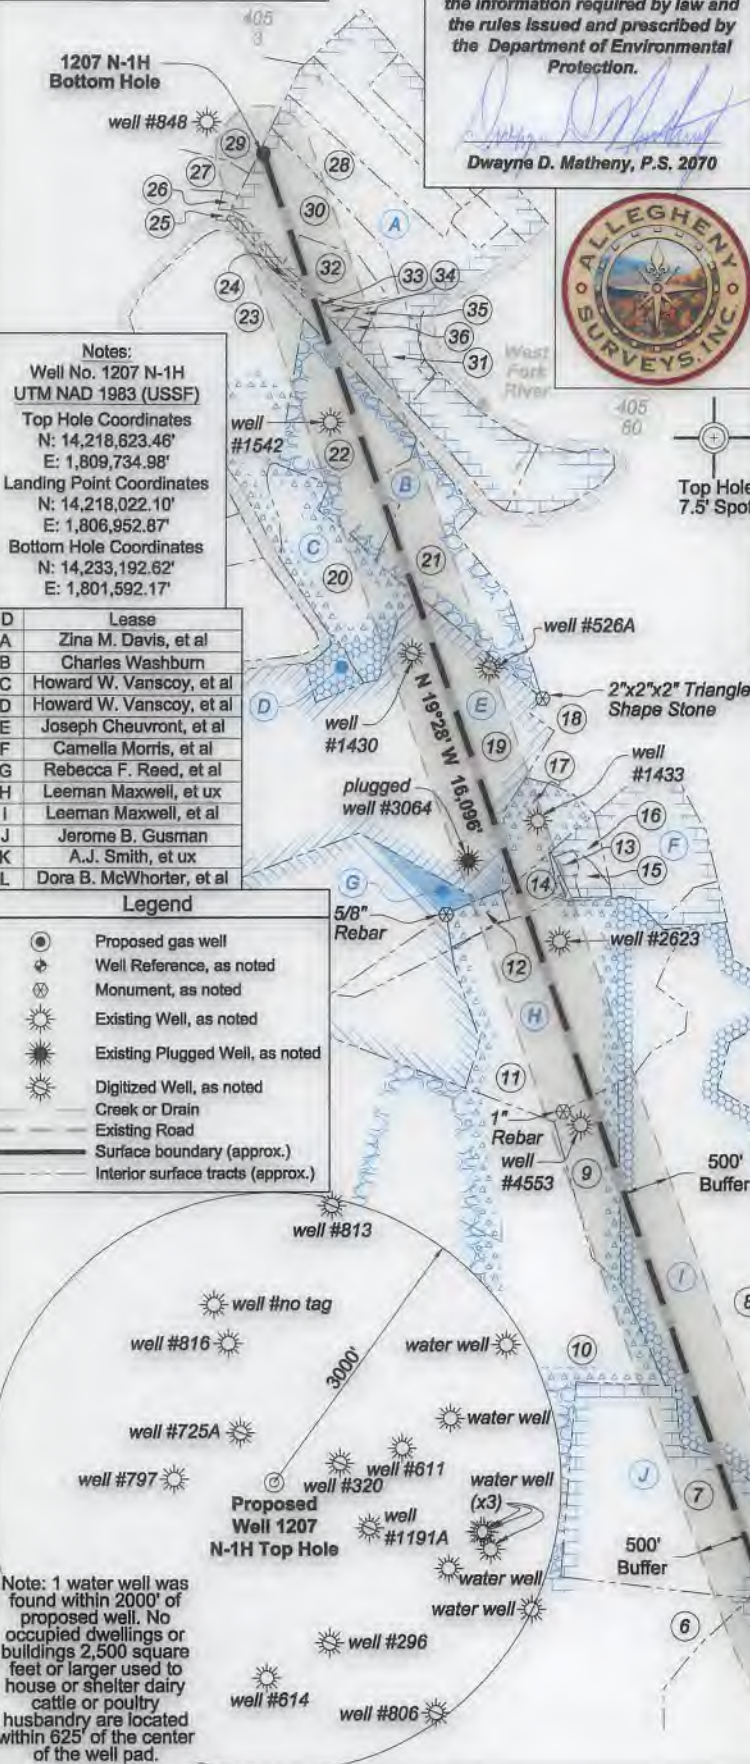 the information required by law and
the rules issued and prescribed by
the Department of Environmental
Protection.
Dwayne D. Matheny, P.S. 2070
ALLEGHENY
SURVEYS, INC.
405
3
1207 N-1H
Bottom Hole
well #848
29
28
27
26
25
30
A
32
33
34
24
23
35
36
31
West
Fork
River
405
80
Top Hole
7.5' Spot
Notes:
Well No. 1207 N-1H
UTM NAD 1983 (USSF)
Top Hole Coordinates
N: 14,218,623.46'
E: 1,809,734.98'
Landing Point Coordinates
N: 14,218,022.10'
E: 1,806,952.87'
Bottom Hole Coordinates
N: 14,233,192.62'
E: 1,801,592.17'
well
#1542
22
B
C
20
21
D Lease
A Zina M. Davis, et al
B Charles Washburn
C Howard W. Vanscoy, et al
D Howard W. Vanscoy, et al
E Joseph Cheuvront, et al
F Camella Morris, et al
G Rebecca F. Reed, et al
H Leeman Maxwell, et ux
I Leeman Maxwell, et al
J Jerome B. Gusman
K A.J. Smith, et ux
L Dora B. McWhorter, et al
well #526A
2"x2"x2" Triangle
Shape Stone
D
E
18
well
#1430
N 19°28' W 16,096'
19
17
well
#1433
plugged
well #3064
16
13
15
F
14
G
5/8"
Rebar
12
well #2623
H
11
1"
Rebar
well
#4553
9
500'
Buffer
I
8
Legend
Proposed gas well
Well Reference, as noted
Monument, as noted
Existing Well, as noted
Existing Plugged Well, as noted
Digitized Well, as noted
Creek or Drain
Existing Road
Surface boundary (approx.)
Interior surface tracts (approx.)
well #813
well #no tag
well #816
3000'
water well
10
well #725A
water well
well #611
well #797
well #320
water well
(x3)
J
7
Proposed
Well 1207
N-1H Top Hole
well
#1191A
500'
Buffer
water well
water well
6
well #296
well #614
well #806
Note: 1 water well was
found within 2000' of
proposed well. No
occupied dwellings or
buildings 2,500 square
feet or larger used to
house or shelter dairy
cattle or poultry
husbandry are located
within 625' of the center
of the well pad.